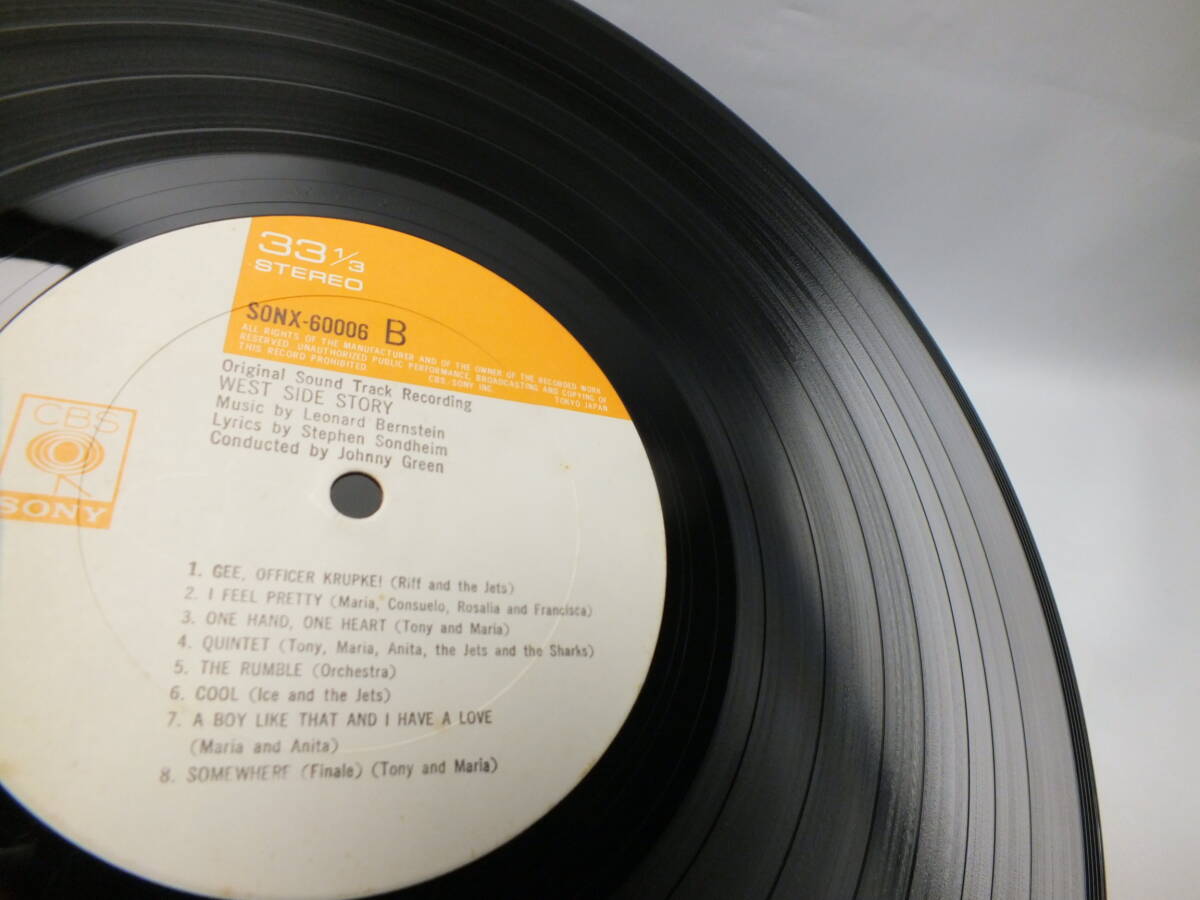 33 1/3
STEREO
SONX-60006 B
ALL RIGHTS OF THE MANUFACTURER AND OF THE OWNER OF THE RECORDED WORK
RESERVED. UNAUTHORIZED PUBLIC PERFORMANCE, BROADCASTING AND COPYING OF
THIS RECORD PROHIBITED. CBS-SONY INC. TOKYO JAPAN
Original Sound Track Recording
WEST SIDE STORY
Music by Leonard Bernstein
Lyrics by Stephen Sondheim
Conducted by Johnny Green
CBS
SONY
1. GEE, OFFICER KRUPKE! (Riff and the Jets)
2. I FEEL PRETTY (Maria, Consuelo, Rosalia and Francisca)
3. ONE HAND, ONE HEART (Tony and Maria)
4. QUINTET (Tony, Maria, Anita, the Jets and the Sharks)
5. THE RUMBLE (Orchestra)
6. COOL (Ice and the Jets)
7. A BOY LIKE THAT AND I HAVE A LOVE
(Maria and Anita)
8. SOMEWHERE (Finale) (Tony and Maria)